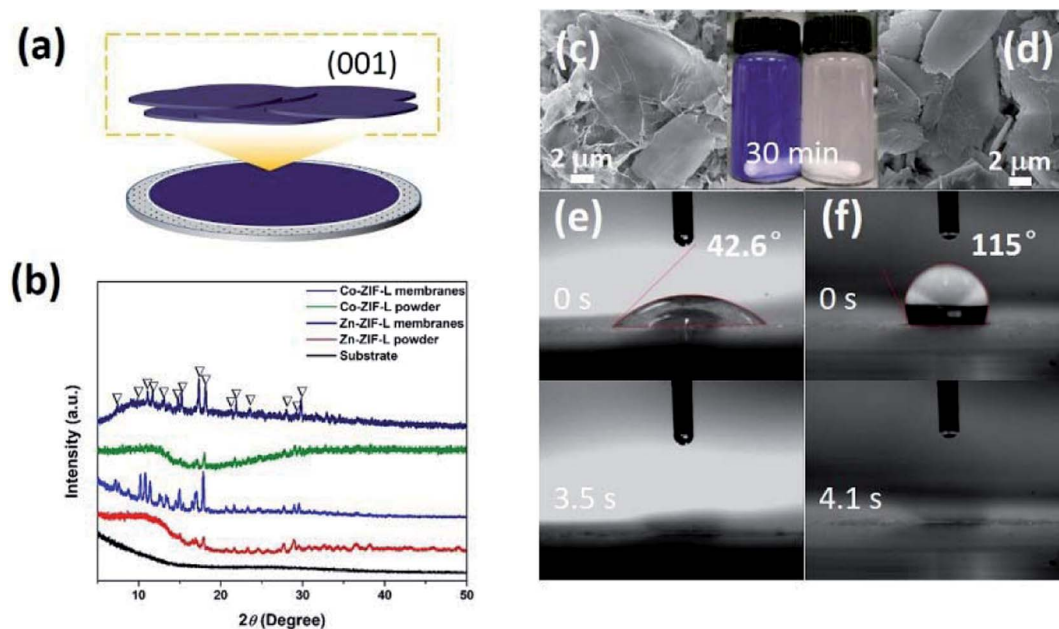 (a)
(001)
(b)
Co-ZIF-L membranes
Co-ZIF-L powder
Zn-ZIF-L membranes
Zn-ZIF-L powder
Substrate
Intensity (a.u.)
10 20 30 40 50
2θ (Degree)
(c)
(d)
30 min
2 μm
2 μm
(e)
42.6°
0 s
3.5 s
(f)
115°
0 s
4.1 s